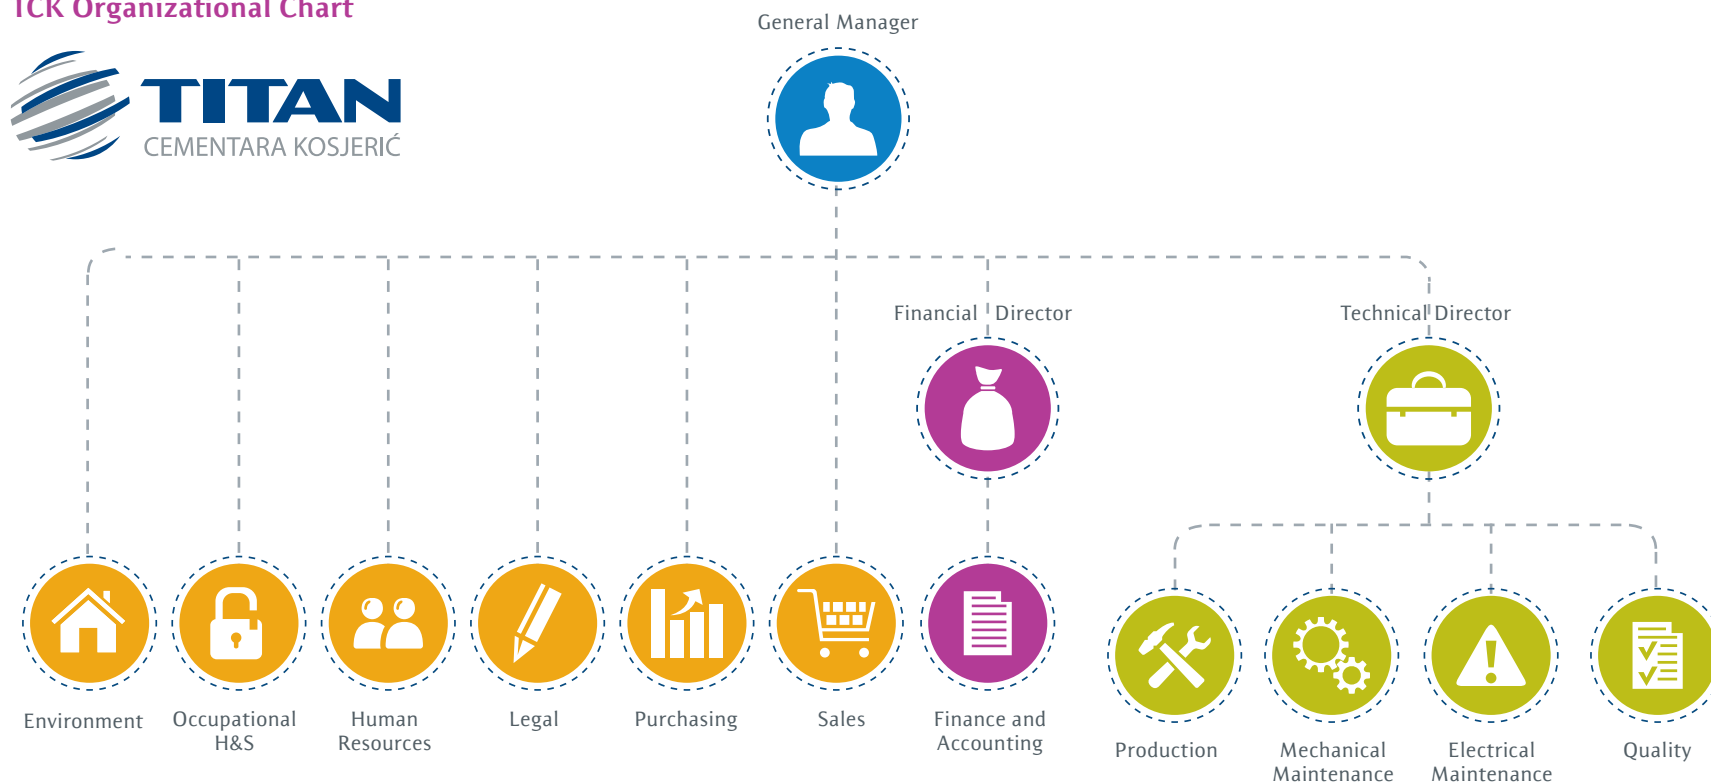 TCK Organizational Chart
TITAN
CEMENTARA KOSJERIĆ
General Manager
Financial Director
Technical Director
Environment
Occupational
H&S
Human
Resources
Legal
Purchasing
Sales
Finance and
Accounting
Production
Mechanical
Maintenance
Electrical
Maintenance
Quality